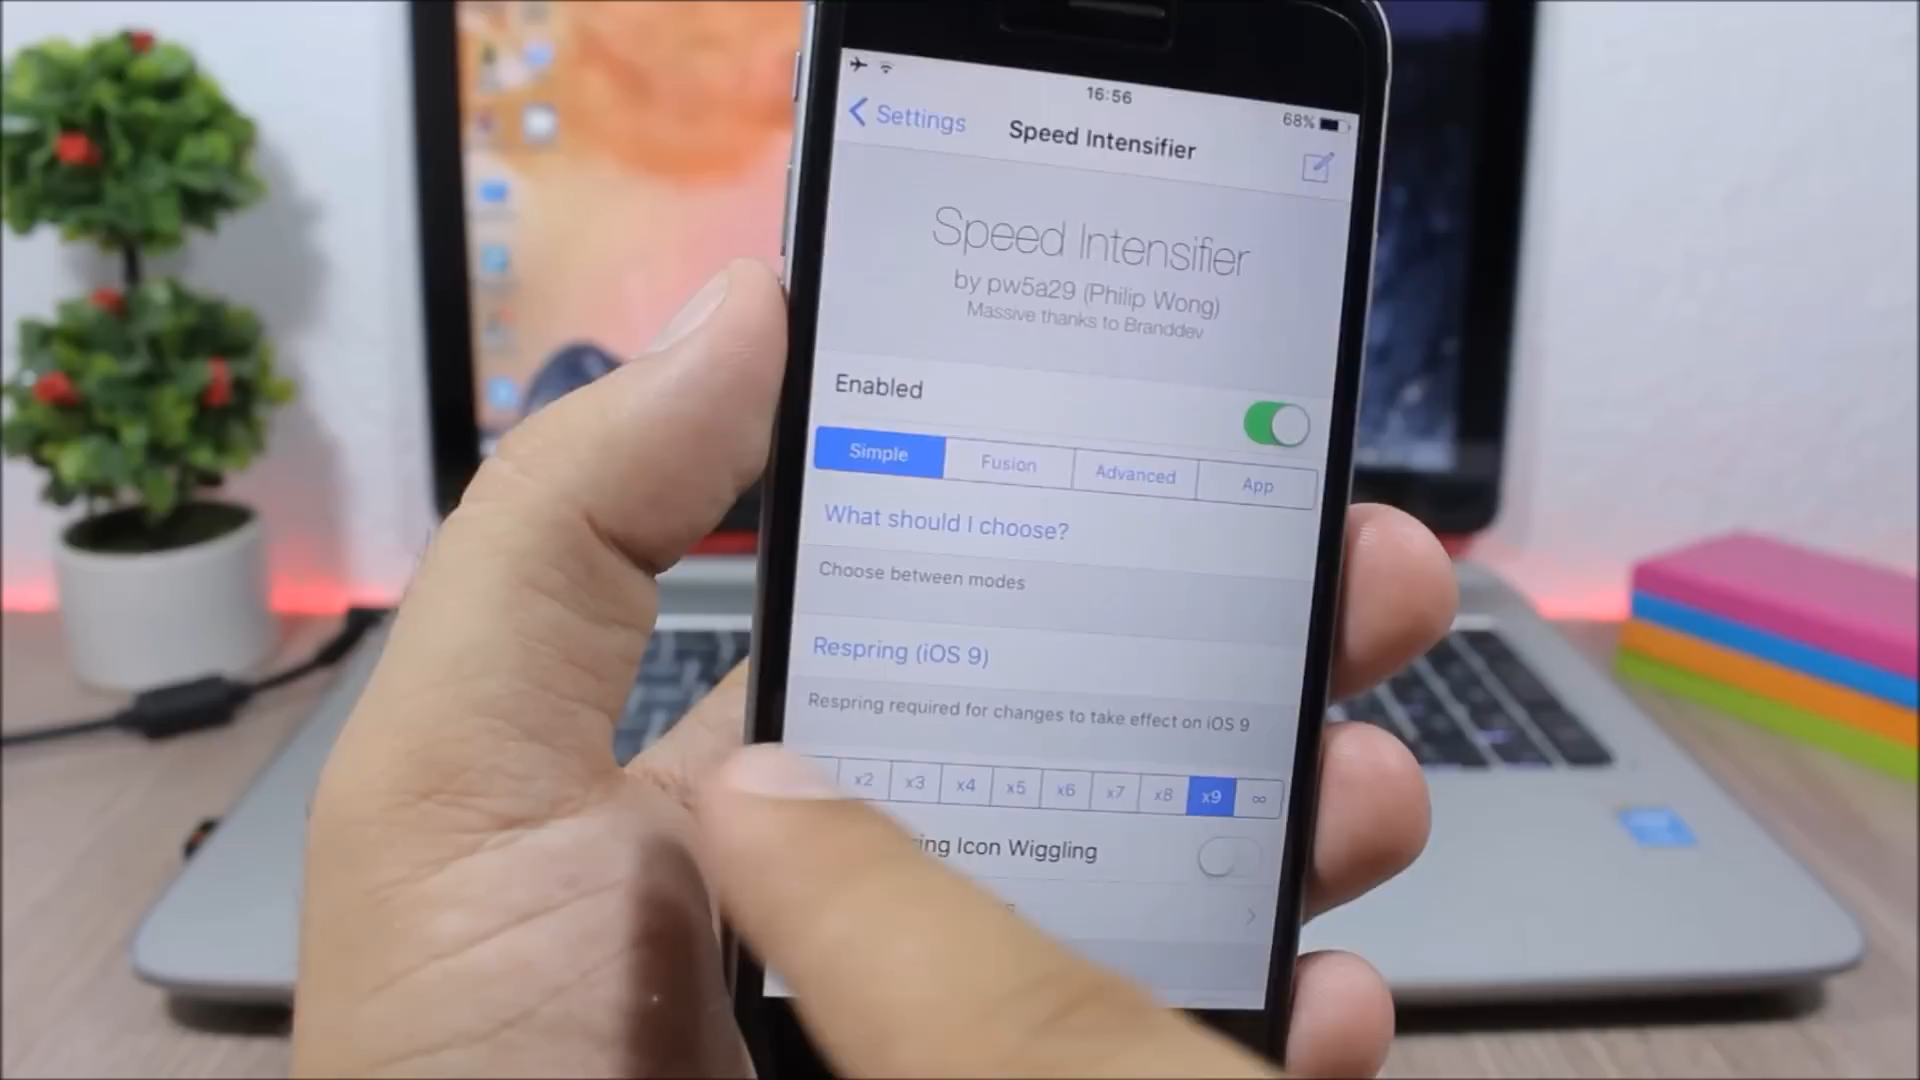 16:56
68%
Settings
Speed Intensifier
Speed Intensifier
by pw5a29 (Philip Wong)
Massive thanks to Branddev
Enabled
Simple Fusion Advanced App
What should I choose?
Choose between modes
Respring (iOS 9)
Respring required for changes to take effect on iOS 9
x2 x3 x4 x5 x6 x7 x8 x9 ∞
Icon Wiggling